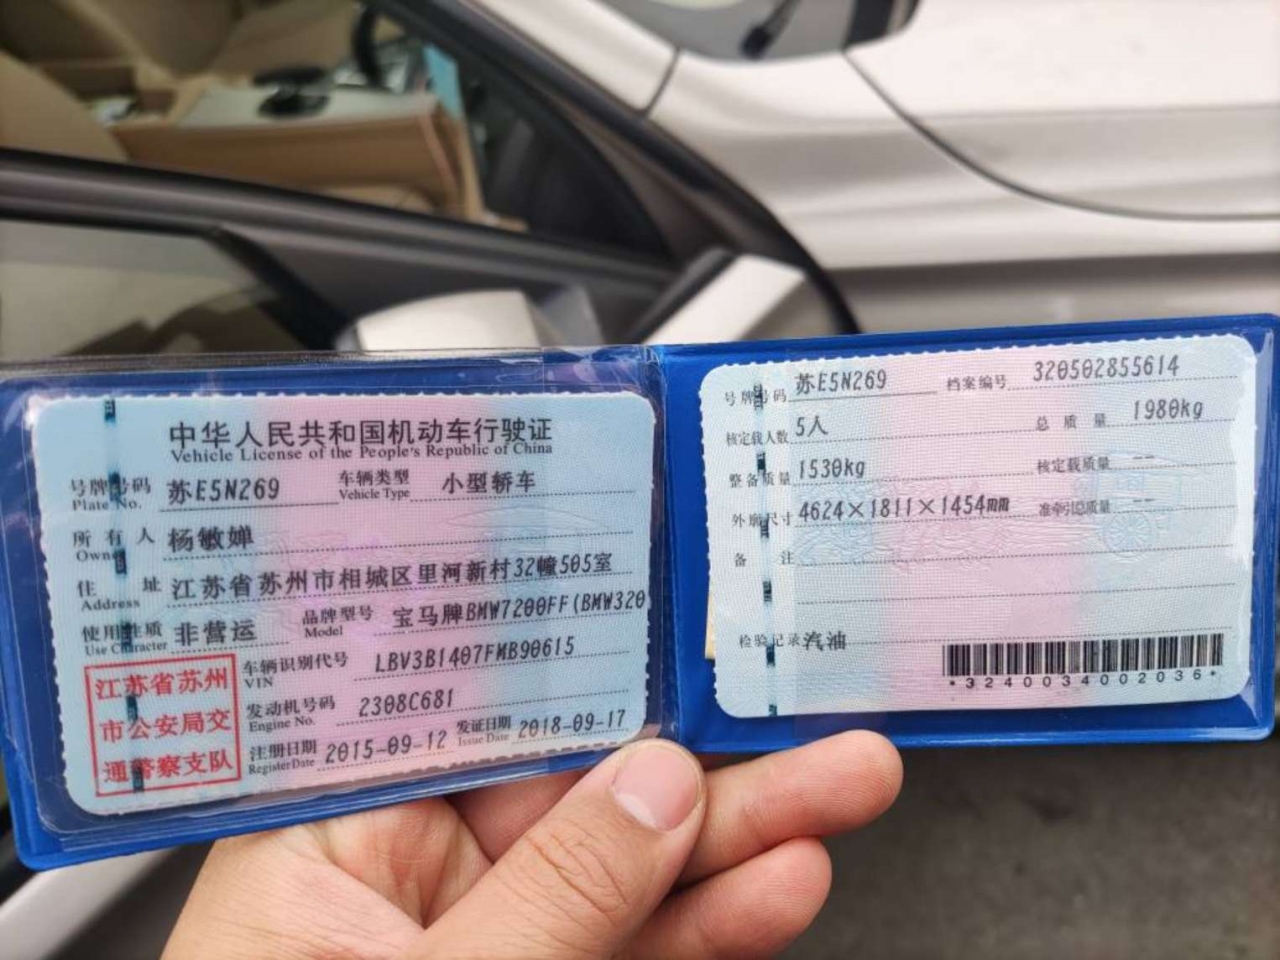 中华人民共和国机动车行驶证
Vehicle License of the People's Republic of China
号牌号码 苏E5N269 车辆类型 小型轿车
Plate No. Vehicle Type
所有人 杨敏婵
Owner
住址 江苏省苏州市相城区里河新村32幢505室
Address
使用性质 非营运 品牌型号 宝马牌BMW7200FF(BMW320
Use Character Model
车辆识别代号 LBV3B1407FMB90615
VIN
发动机号码 2308C681
Engine No.
注册日期 2015-09-12 发证日期 2018-09-17
Register Date Issue Date
江苏省苏州
市公安局交
通警察支队
号牌号码 苏E5N269 档案编号 320502855614
核定载人数 5人 总质量 1980kg
整备质量 1530kg 核定载质量 --
外廓尺寸 4624×1811×1454mm 准牵引总质量 --
备注
检验记录 汽油
*3240034002036*